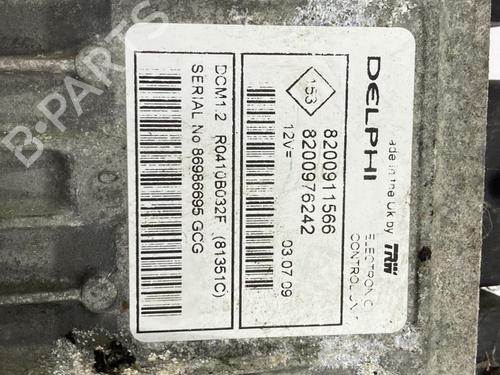 ade in the UK by TRW
DELPHI
ELECTRONIC
CONTROL UNIT
153
8200911566
8200976242
12V=
03.07.09
DCM1.2 R0410B032F (81351C)
SERIAL No 86986695 GCG
B-PARTS